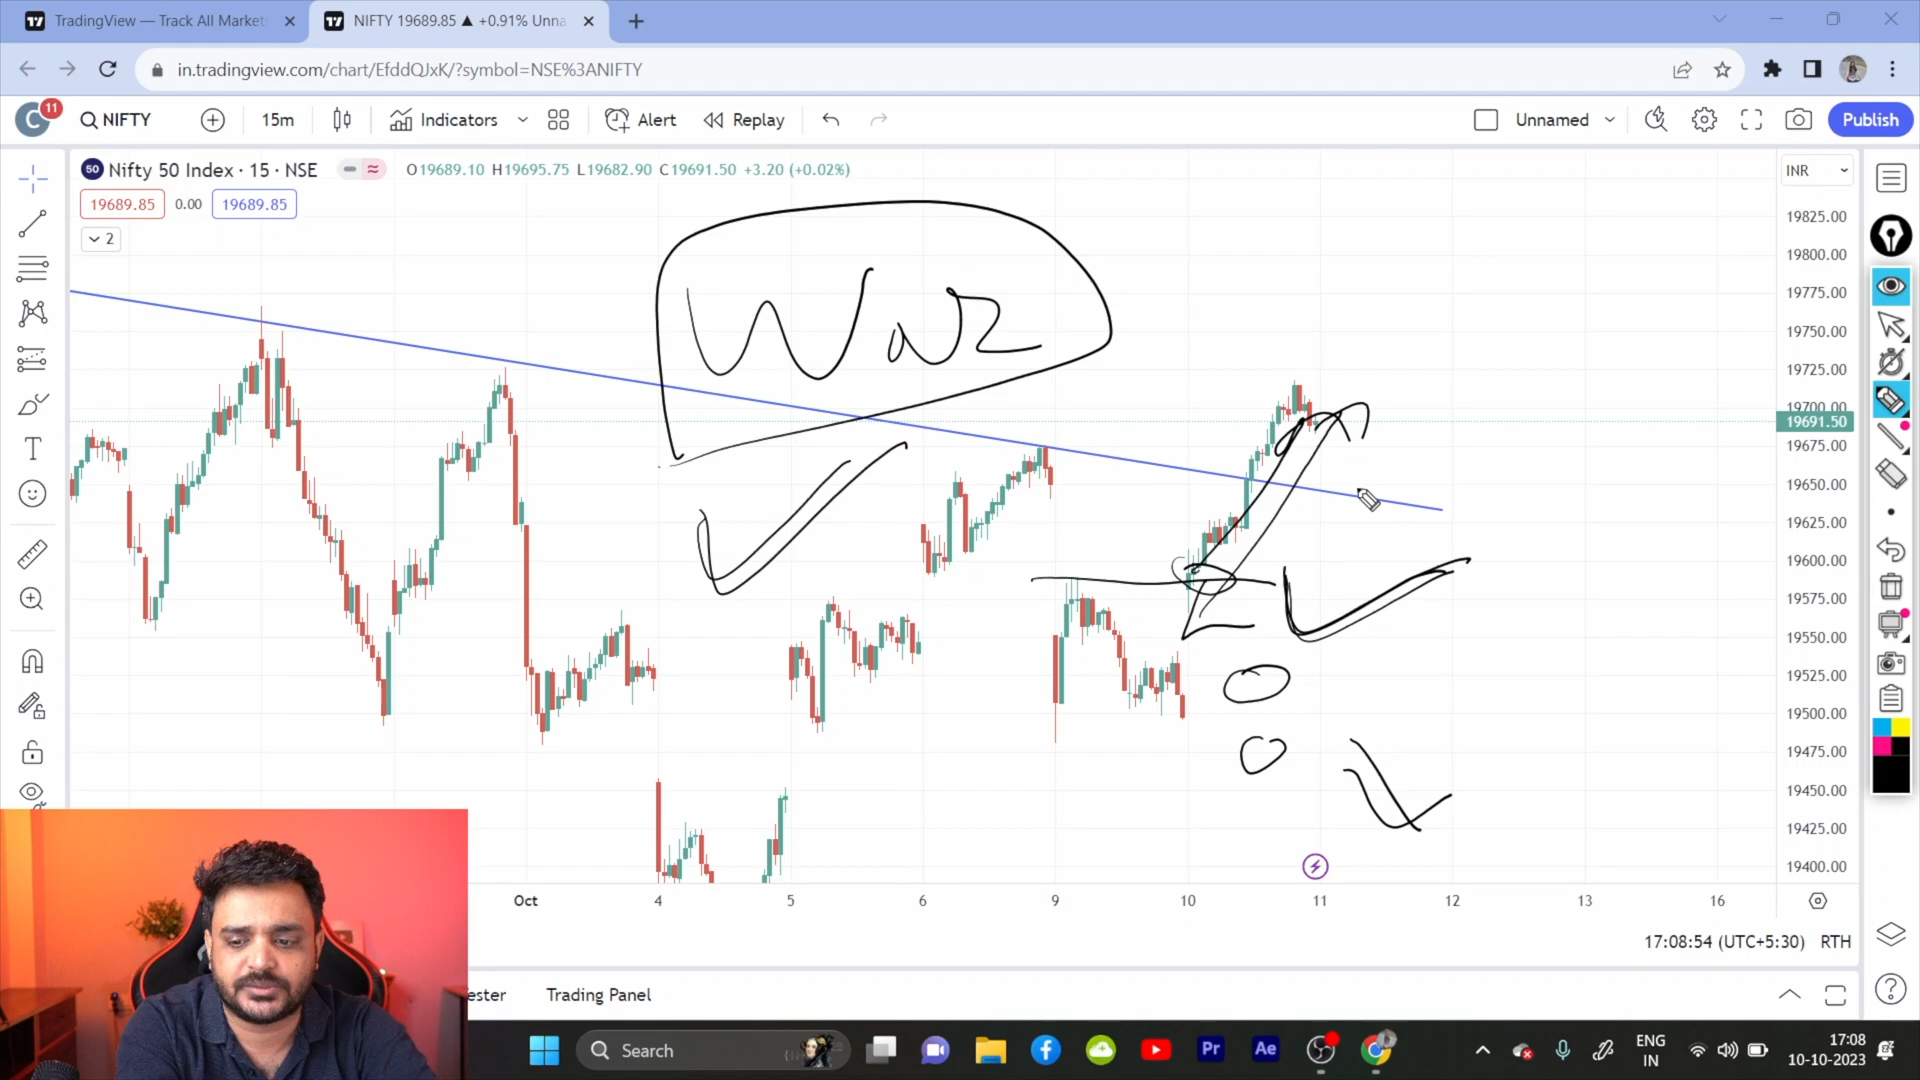 TradingView — Track All Market
NIFTY 19689.85 ▲ +0.91% Unna
in.tradingview.com/chart/EfddQJxK/?symbol=NSE%3ANIFTY
C 11 NIFTY 15m Indicators Alert Replay Unnamed Publish
50 Nifty 50 Index · 15 · NSE O19689.10 H19695.75 L19682.90 C19691.50 +3.20 (+0.02%) INR
19689.85 0.00 19689.85
2
War
19825.00
19800.00
19775.00
19750.00
19725.00
19700.00
19691.50
19675.00
19650.00
19625.00
19600.00
19575.00
19550.00
19525.00
19500.00
19475.00
19450.00
19425.00
19400.00
Oct 4 5 6 9 10 11 12 13 16
17:08:54 (UTC+5:30) RTH
ester Trading Panel
Search Pr Ae ENG 17:08
IN 10-10-2023